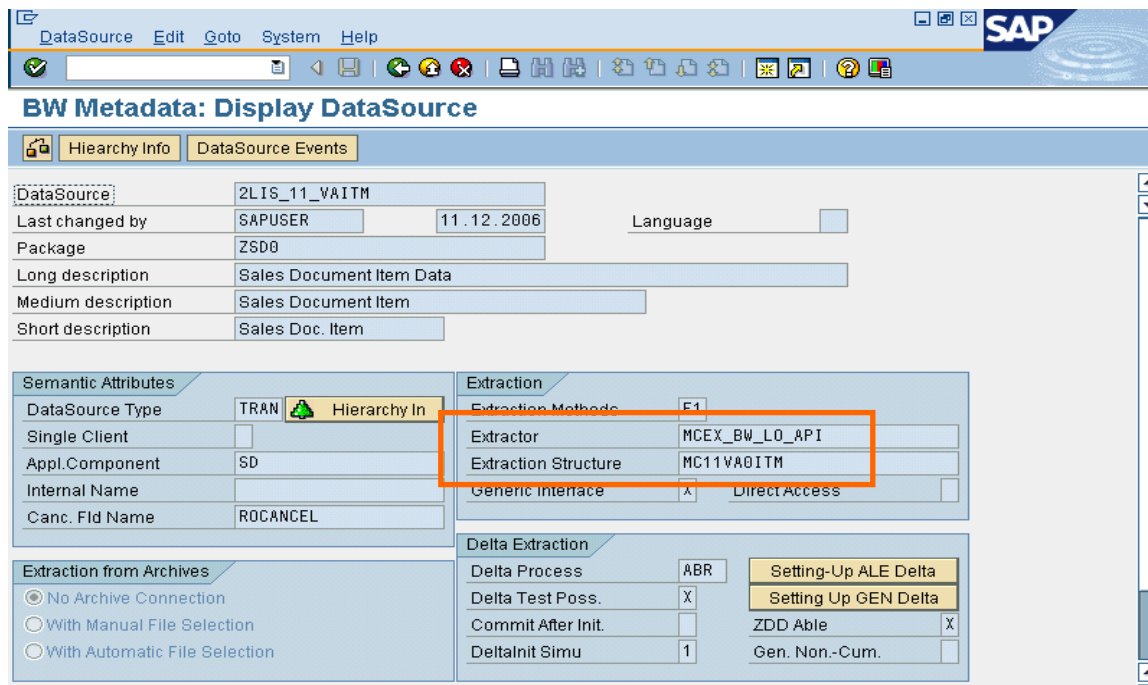 DataSource Edit Goto System Help
SAP
BW Metadata: Display DataSource
Hiearchy Info DataSource Events
DataSource 2LIS_11_VAITM
Last changed by SAPUSER 11.12.2006 Language
Package ZSD0
Long description Sales Document Item Data
Medium description Sales Document Item
Short description Sales Doc. Item
Semantic Attributes
DataSource Type TRAN Hierarchy In
Single Client
Appl.Component SD
Internal Name
Canc. Fld Name ROCANCEL
Extraction
Extraction Methods F1
Extractor MCEX_BW_LO_API
Extraction Structure MC11VA0ITM
Generic Interface X Direct Access
Extraction from Archives
No Archive Connection
With Manual File Selection
With Automatic File Selection
Delta Extraction
Delta Process ABR Setting-Up ALE Delta
Delta Test Poss. X Setting Up GEN Delta
Commit After Init. ZDD Able X
DeltaInit Simu 1 Gen. Non.-Cum.